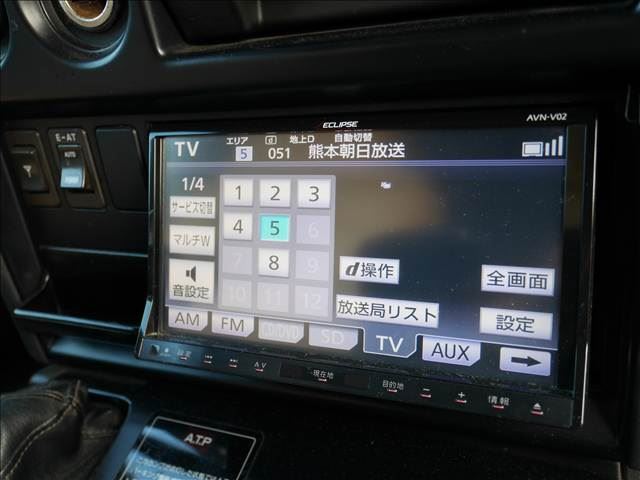 ECLIPSE
AVN-V02
E-AT
AUTO
TV エリア 5 d 地上D 051 自動切替 熊本朝日放送
1/4
1 2 3
サービス切替
4 5 6
マルチW
7 8 9
d操作
全画面
音設定
10 11 12
放送局リスト
設定
AM FM CD/DVD SD TV AUX
設定 ∧∨ 現在地 目的地 − + 情報
A.T.P